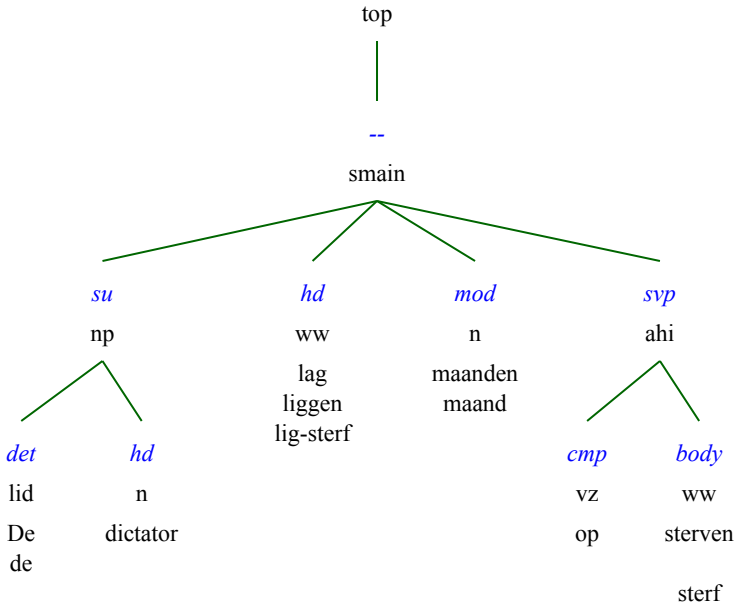 top
--
smain
su hd mod svp
np ww n ahi
lag maanden
liggen maand
lig-sterf
det hd cmp body
lid n vz ww
De dictator op sterven
de
sterf